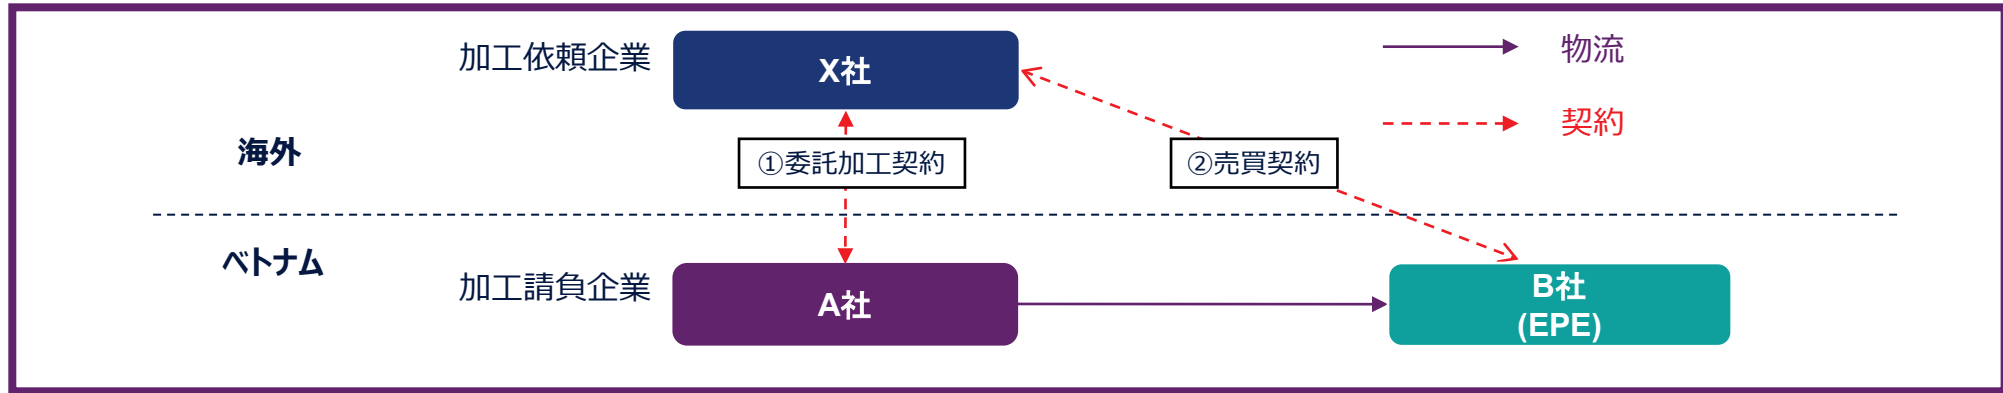 加工依頼企業
X社
物流
契約
海外
①委託加工契約
②売買契約
ベトナム
加工請負企業
A社
B社
(EPE)